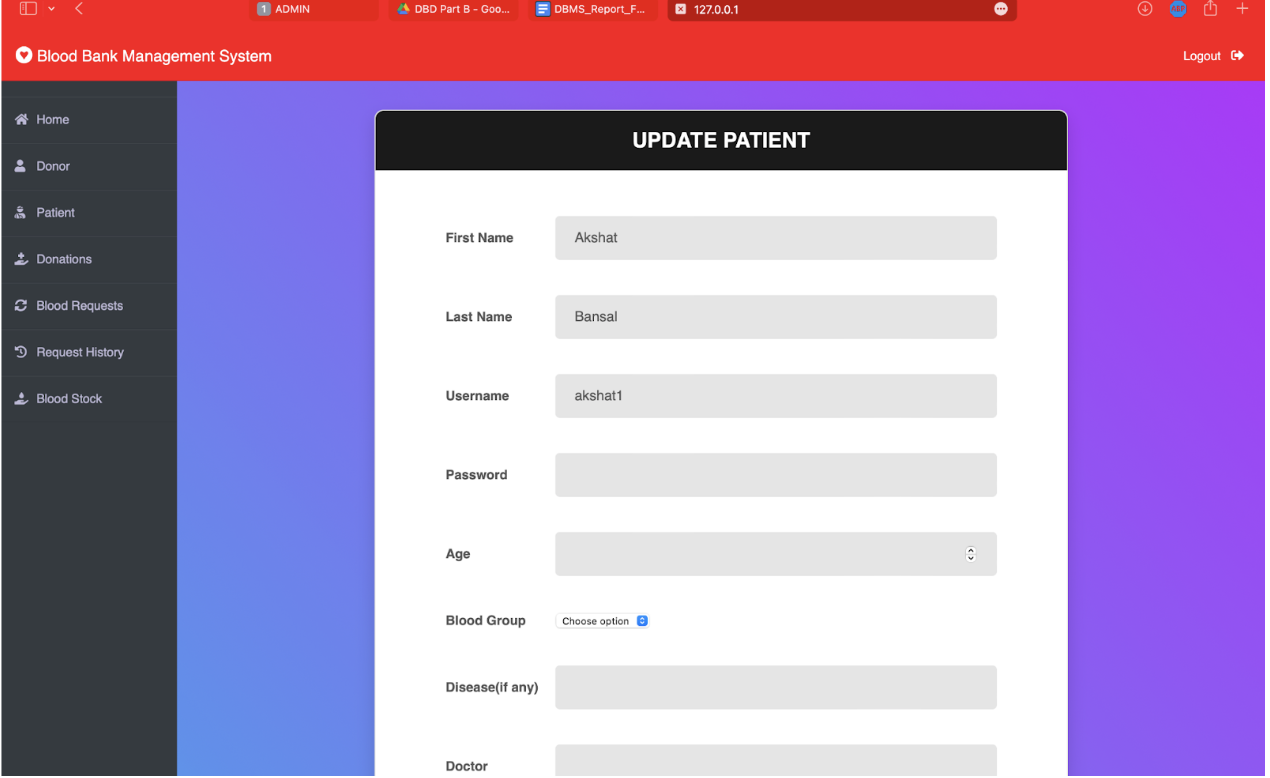 1 ADMIN
DBD Part B - Goo...
DBMS_Report_F...
127.0.0.1
ABP
Blood Bank Management System
Logout
Home
Donor
Patient
Donations
Blood Requests
Request History
Blood Stock
UPDATE PATIENT
First Name Akshat
Last Name Bansal
Username akshat1
Password
Age
Blood Group Choose option
Disease(if any)
Doctor